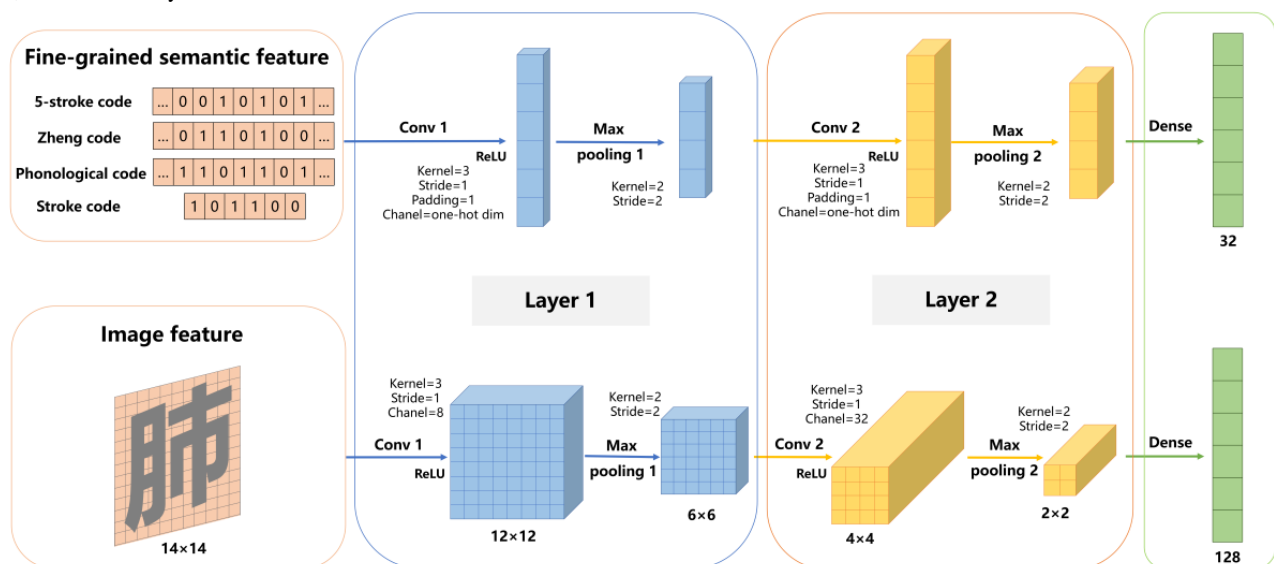 Fine-grained semantic feature
5-stroke code ... 0 0 1 0 1 0 1 ...
Zheng code ... 0 1 1 0 1 0 0 ...
Phonological code ... 1 1 0 1 1 0 1 ...
Stroke code 1 0 1 1 0 0
Conv 1
ReLU
Kernel=3
Stride=1
Padding=1
Chanel=one-hot dim
Max
pooling 1
Kernel=2
Stride=2
Conv 2
ReLU
Kernel=3
Stride=1
Padding=1
Chanel=one-hot dim
Max
pooling 2
Kernel=2
Stride=2
Dense
32
Layer 1
Layer 2
Image feature
肺
14×14
Kernel=3
Stride=1
Chanel=8
Conv 1
ReLU
12×12
Kernel=2
Stride=2
Max
pooling 1
6×6
Kernel=3
Stride=1
Chanel=32
Conv 2
ReLU
4×4
Kernel=2
Stride=2
Max
pooling 2
2×2
Dense
128